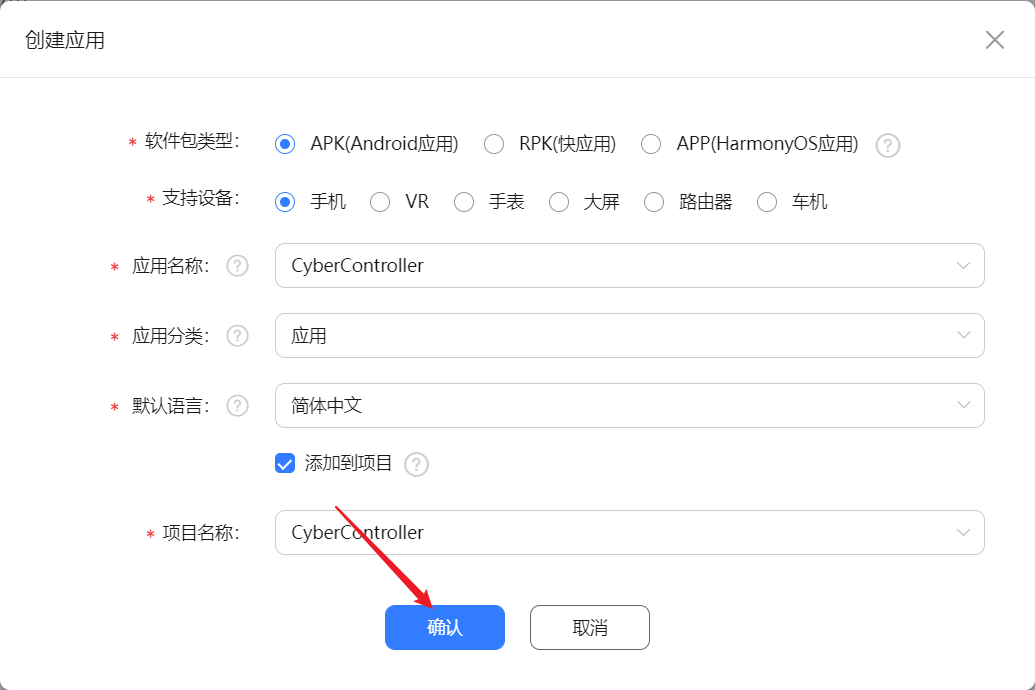 创建应用
* 软件包类型: APK(Android应用) RPK(快应用) APP(HarmonyOS应用) ?
* 支持设备: 手机 VR 手表 大屏 路由器 车机
* 应用名称: ? CyberController
* 应用分类: ? 应用
* 默认语言: ? 简体中文
添加到项目 ?
* 项目名称: CyberController
确认 取消